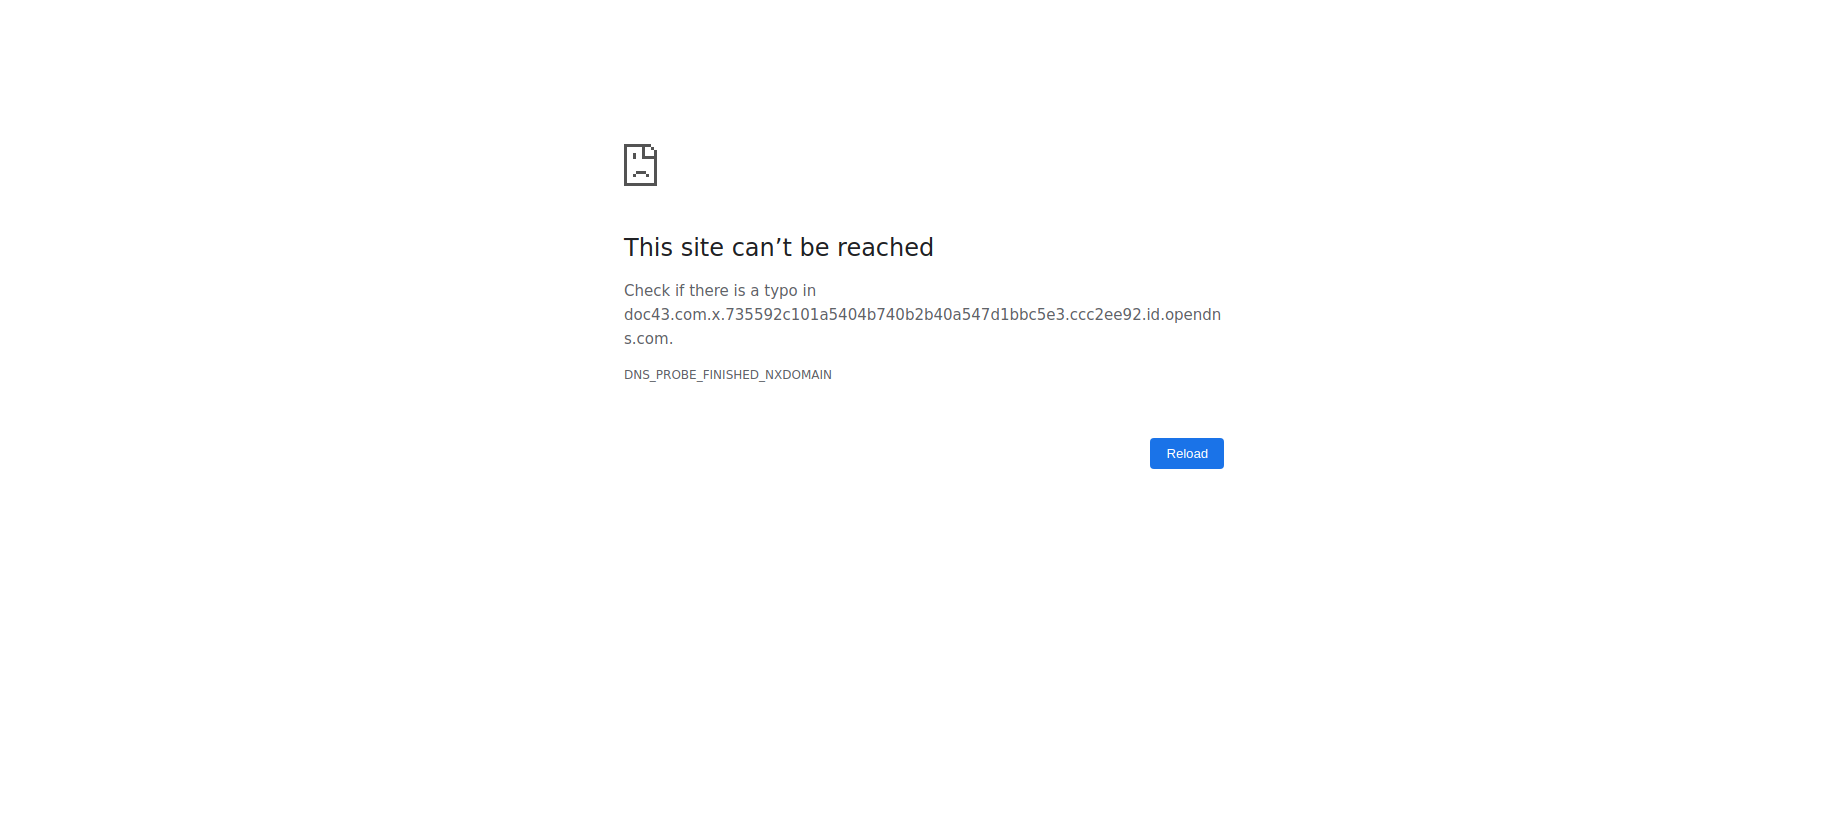 This site can’t be reached
Check if there is a typo in
doc43.com.x.735592c101a5404b740b2b40a547d1bbc5e3.ccc2ee92.id.opendn
s.com.
DNS_PROBE_FINISHED_NXDOMAIN
Reload